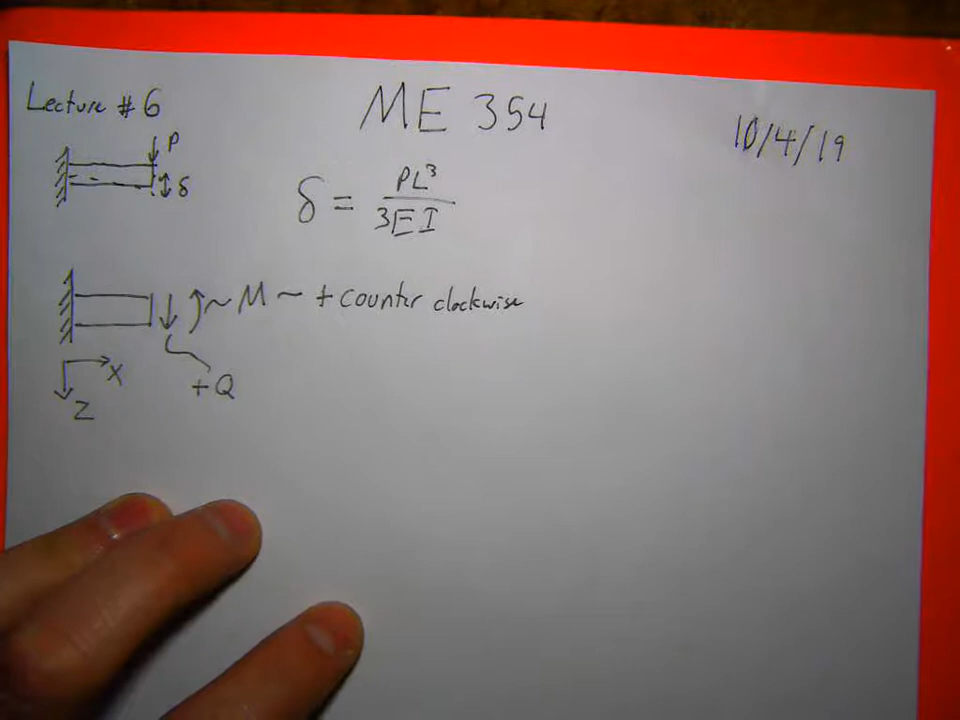 Lecture #6
ME 354
10/4/19
P
δ
δ = PL³ / 3EI
~ M ~ + counter clockwise
X
+Q
Z